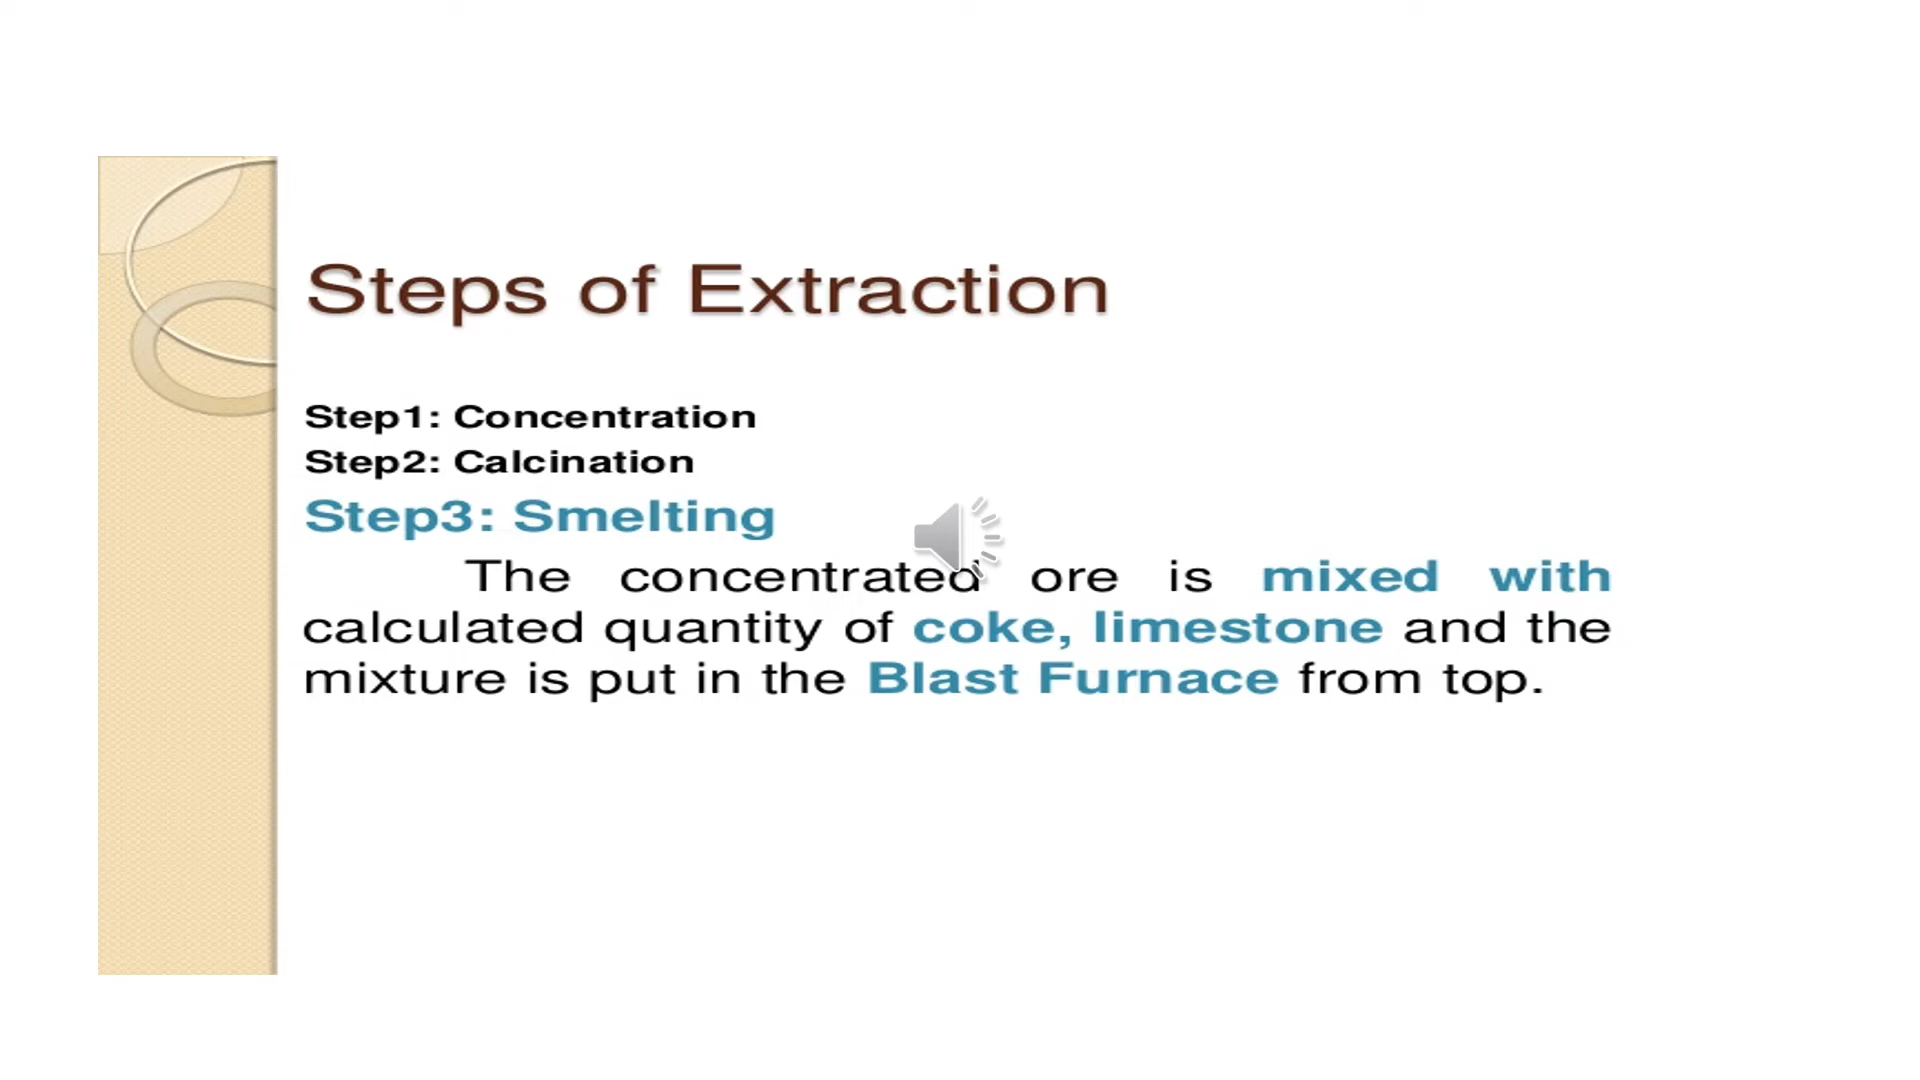 Steps of Extraction
Step1: Concentration
Step2: Calcination
Step3: Smelting
The concentrated ore is mixed with
calculated quantity of coke, limestone and the
mixture is put in the Blast Furnace from top.